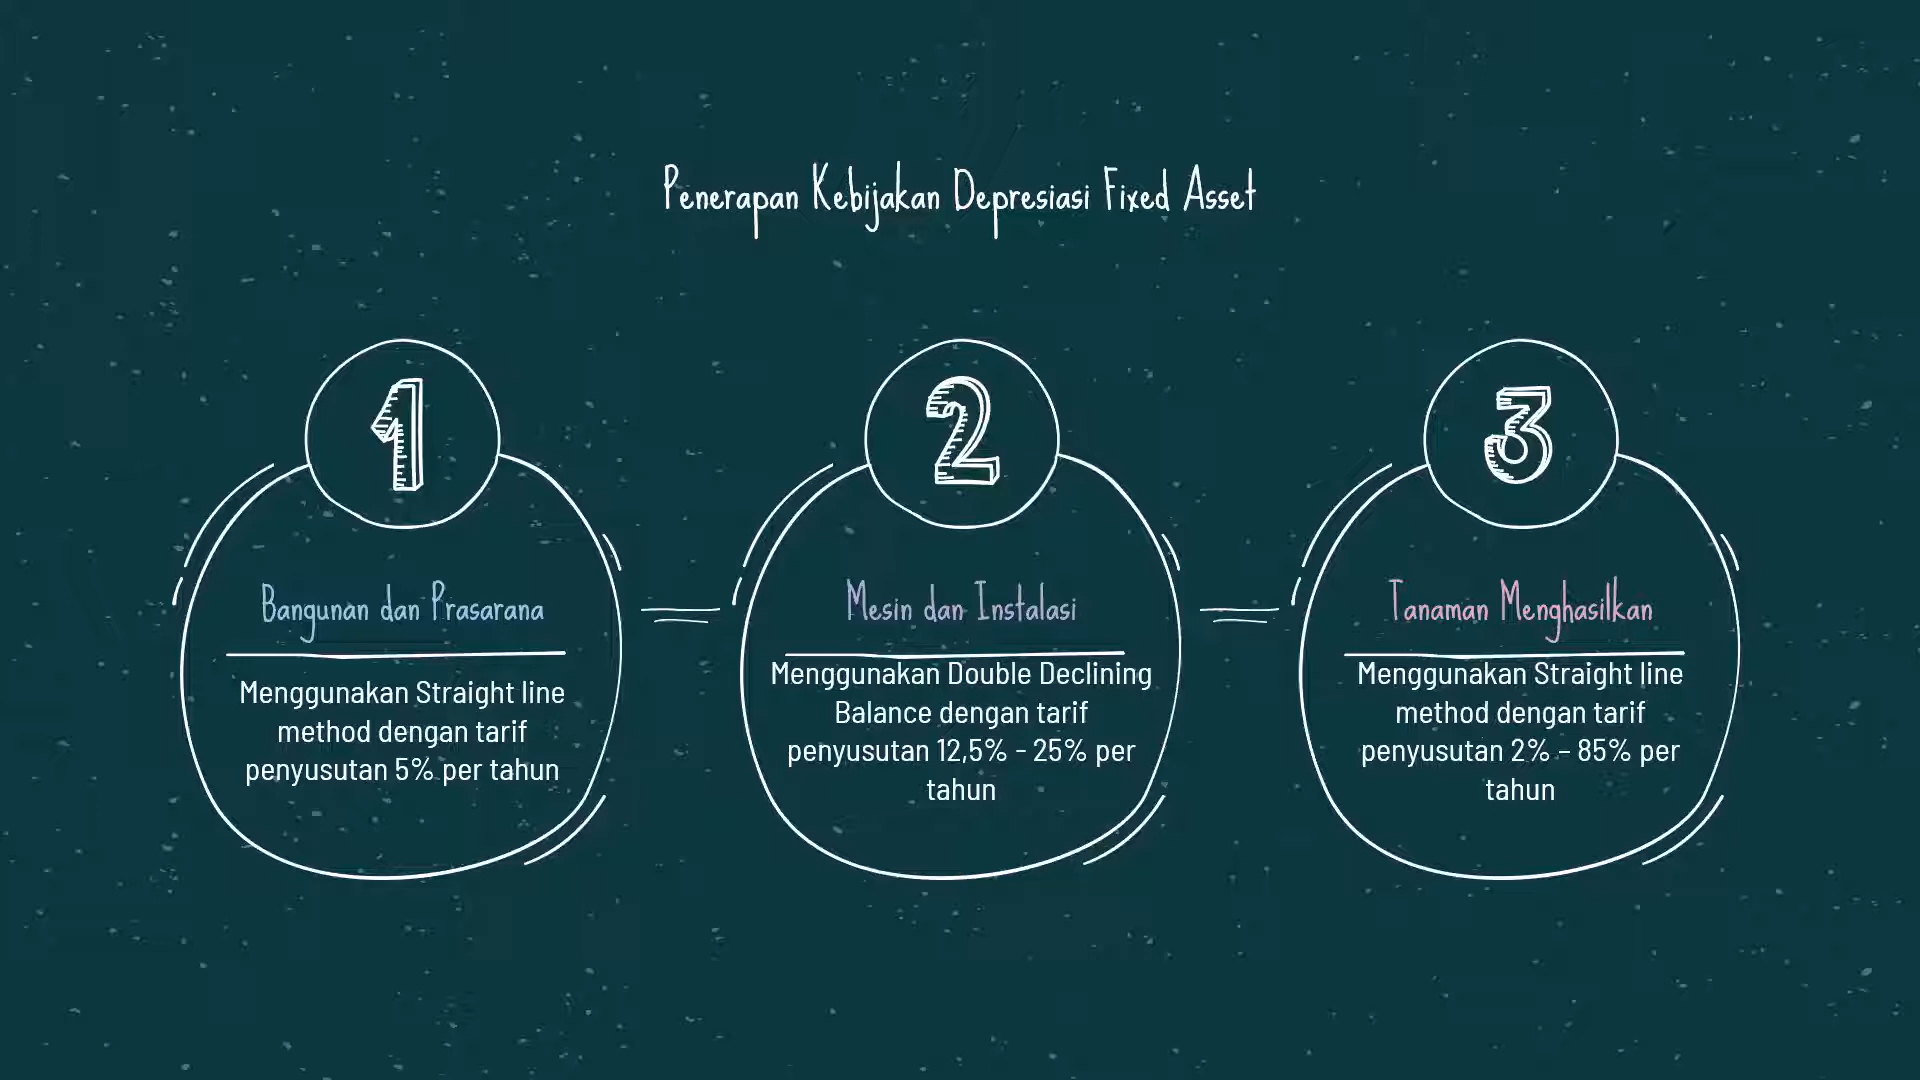 Penerapan Kebijakan Depresiasi Fixed Asset
1
Bangunan dan Prasarana
Menggunakan Straight line
method dengan tarif
penyusutan 5% per tahun
2
Mesin dan Instalasi
Menggunakan Double Declining
Balance dengan tarif
penyusutan 12,5% - 25% per
tahun
3
Tanaman Menghasilkan
Menggunakan Straight line
method dengan tarif
penyusutan 2% – 85% per
tahun